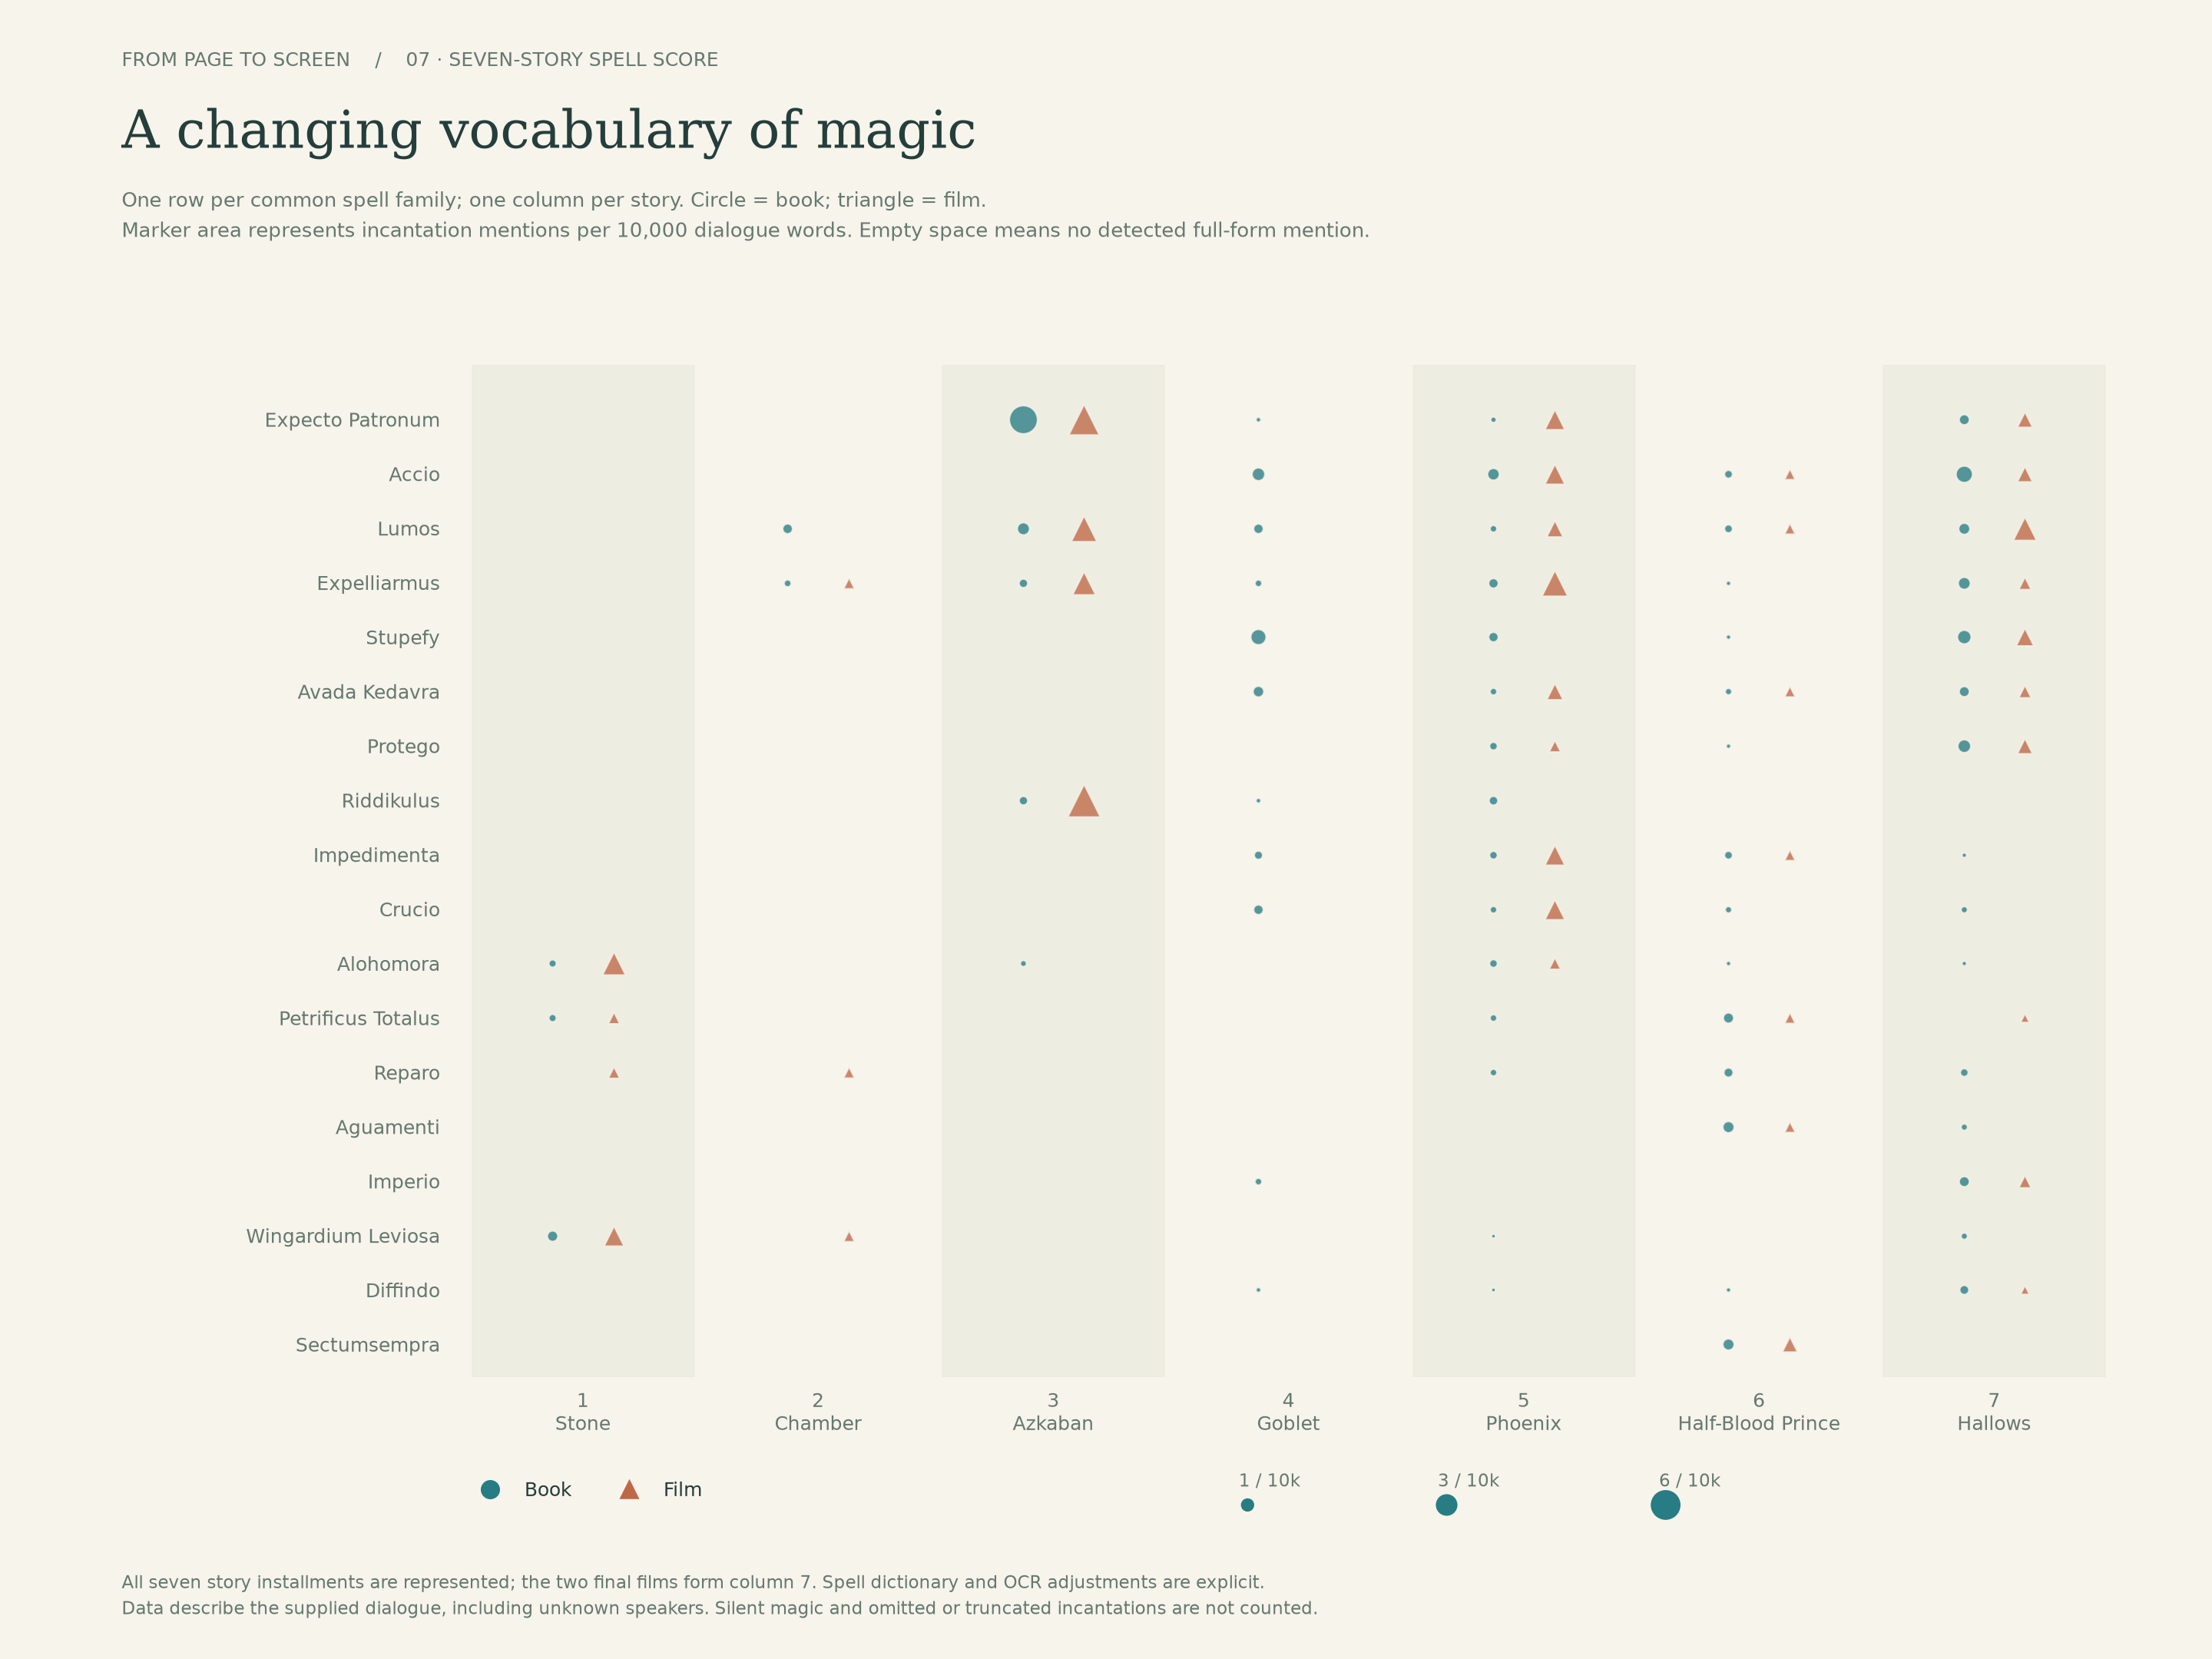 FROM PAGE TO SCREEN / 07 · SEVEN-STORY SPELL SCORE
A changing vocabulary of magic
One row per common spell family; one column per story. Circle = book; triangle = film.
Marker area represents incantation mentions per 10,000 dialogue words. Empty space means no detected full-form mention.
Expecto Patronum
Accio
Lumos
Expelliarmus
Stupefy
Avada Kedavra
Protego
Riddikulus
Impedimenta
Crucio
Alohomora
Petrificus Totalus
Reparo
Aguamenti
Imperio
Wingardium Leviosa
Diffindo
Sectumsempra
1 2 3 4 5 6 7
Stone Chamber Azkaban Goblet Phoenix Half-Blood Prince Hallows
Book Film
1 / 10k 3 / 10k 6 / 10k
All seven story installments are represented; the two final films form column 7. Spell dictionary and OCR adjustments are explicit.
Data describe the supplied dialogue, including unknown speakers. Silent magic and omitted or truncated incantations are not counted.